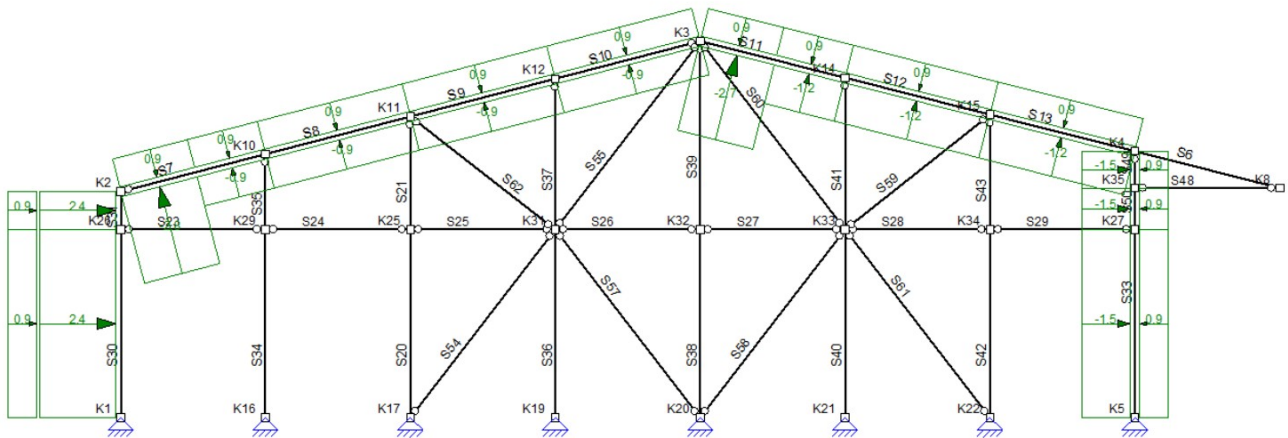 K3
S11
0.9
0.9
0.9
S10
K12
0.9
S9
-0.9
-2.7
S60
-1.2
K14
0.9
S12
0.9
K11
0.9
S8
-0.9
S55
S39
S41
-1.2
K15
S13
0.9
K10
0.9
S7
0.9
-0.9
S62
S37
S59
-1.2
K4
S6
K2
-0.9
S35
S21
S43
-1.5
0.9
K35
S48
K8
0.9
2.4
K26
S23
K29
S24
K25
S25
K3
S26
K32
S27
K33
S28
K34
S29
K27
-1.5
0.9
S50
S57
S61
S33
0.9
2.4
-1.5
0.9
S30
S34
S20
S54
S36
S38
S58
S40
S42
K1
K16
K17
K19
K20
K21
K22
K5